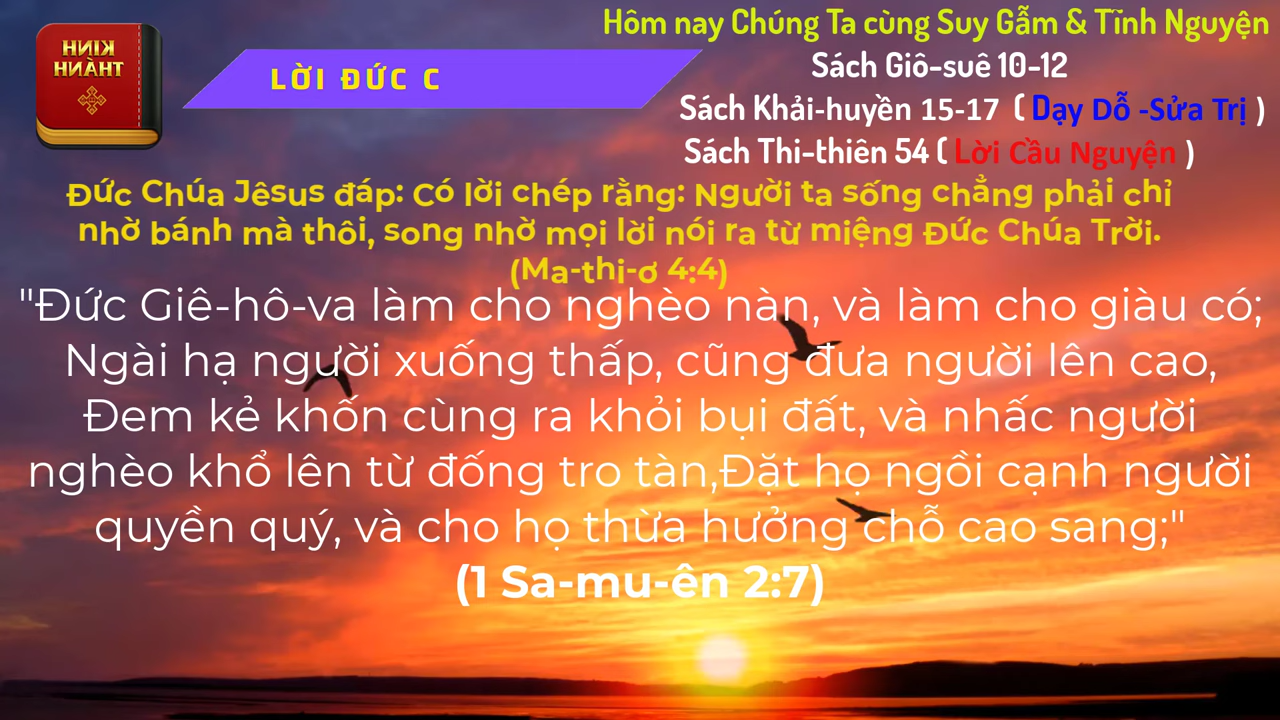 KINH
THÁNH
LỜI ĐỨC C
Hôm nay Chúng Ta cùng Suy Gẫm & Tĩnh Nguyện
Sách Giô-suê 10-12
Sách Khải-huyền 15-17 ( Dạy Dỗ -Sửa Trị )
Sách Thi-thiên 54 ( Lời Cầu Nguyện )
Đức Chúa Jêsus đáp: Có lời chép rằng: Người ta sống chẳng phải chỉ
nhờ bánh mà thôi, song nhờ mọi lời nói ra từ miệng Đức Chúa Trời.
(Ma-thi-ơ 4:4)
"Đức Giê-hô-va làm cho nghèo nàn, và làm cho giàu có;
Ngài hạ người xuống thấp, cũng đưa người lên cao,
Đem kẻ khốn cùng ra khỏi bụi đất, và nhấc người
nghèo khổ lên từ đống tro tàn,Đặt họ ngồi cạnh người
quyền quý, và cho họ thừa hưởng chỗ cao sang;"
(1 Sa-mu-ên 2:7)